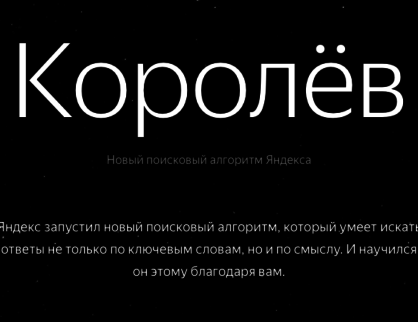 Королёв
Новый поисковый алгоритм Яндекса
Яндекс запустил новый поисковый алгоритм, который умеет искать
ответы не только по ключевым словам, но и по смыслу. И научился
он этому благодаря вам.